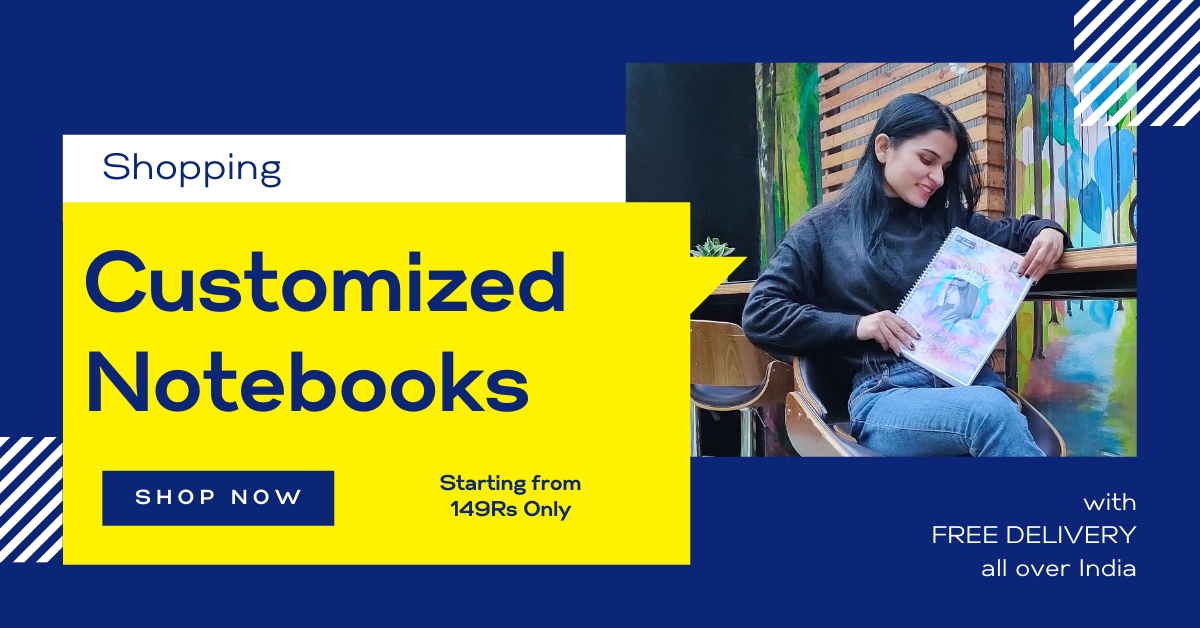 Shopping
Customized
Notebooks
SHOP NOW
Starting from
149Rs Only
with
FREE DELIVERY
all over India